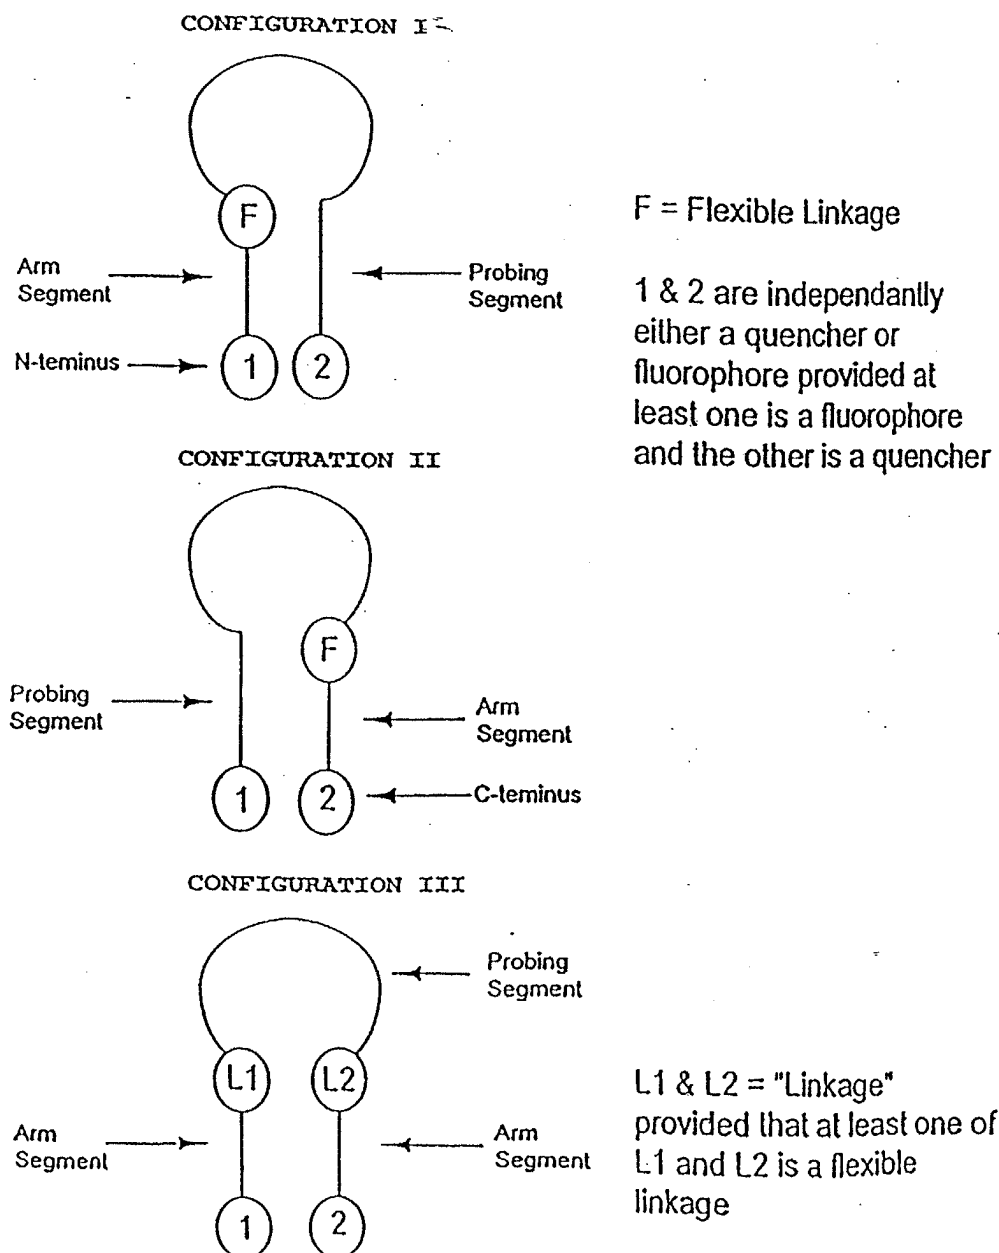 CONFIGURATION I
F
Arm
Segment
Probing
Segment
N-teminus
1
2
F = Flexible Linkage
1 & 2 are independanlly
either a quencher or
fluorophore provided at
least one is a fluorophore
and the other is a quencher
CONFIGURATION II
F
Probing
Segment
Arm
Segment
1
2
C-teminus
CONFIGURATION III
Probing
Segment
L1
L2
Arm
Segment
Arm
Segment
1
2
L1 & L2 = "Linkage"
provided that at least one of
L1 and L2 is a flexible
linkage